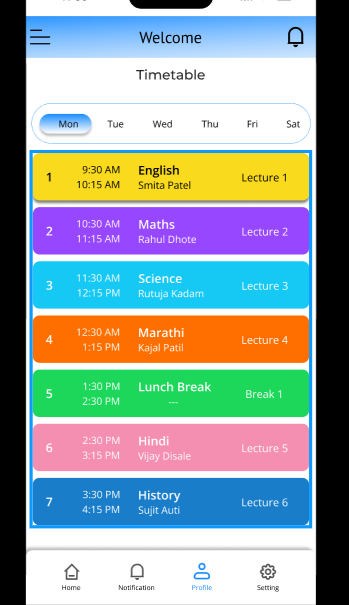 Welcome
Timetable
Mon Tue Wed Thu Fri Sat
1 9:30 AM English Lecture 1
10:15 AM Smita Patel
2 10:30 AM Maths Lecture 2
11:15 AM Rahul Dhote
3 11:30 AM Science Lecture 3
12:15 PM Rutuja Kadam
4 12:30 AM Marathi Lecture 4
1:15 PM Kajal Patil
5 1:30 PM Lunch Break Break 1
2:30 PM ---
6 2:30 PM Hindi Lecture 5
3:15 PM Vijay Disale
7 3:30 PM History Lecture 6
4:15 PM Sujit Auti
Home Notification Profile Setting